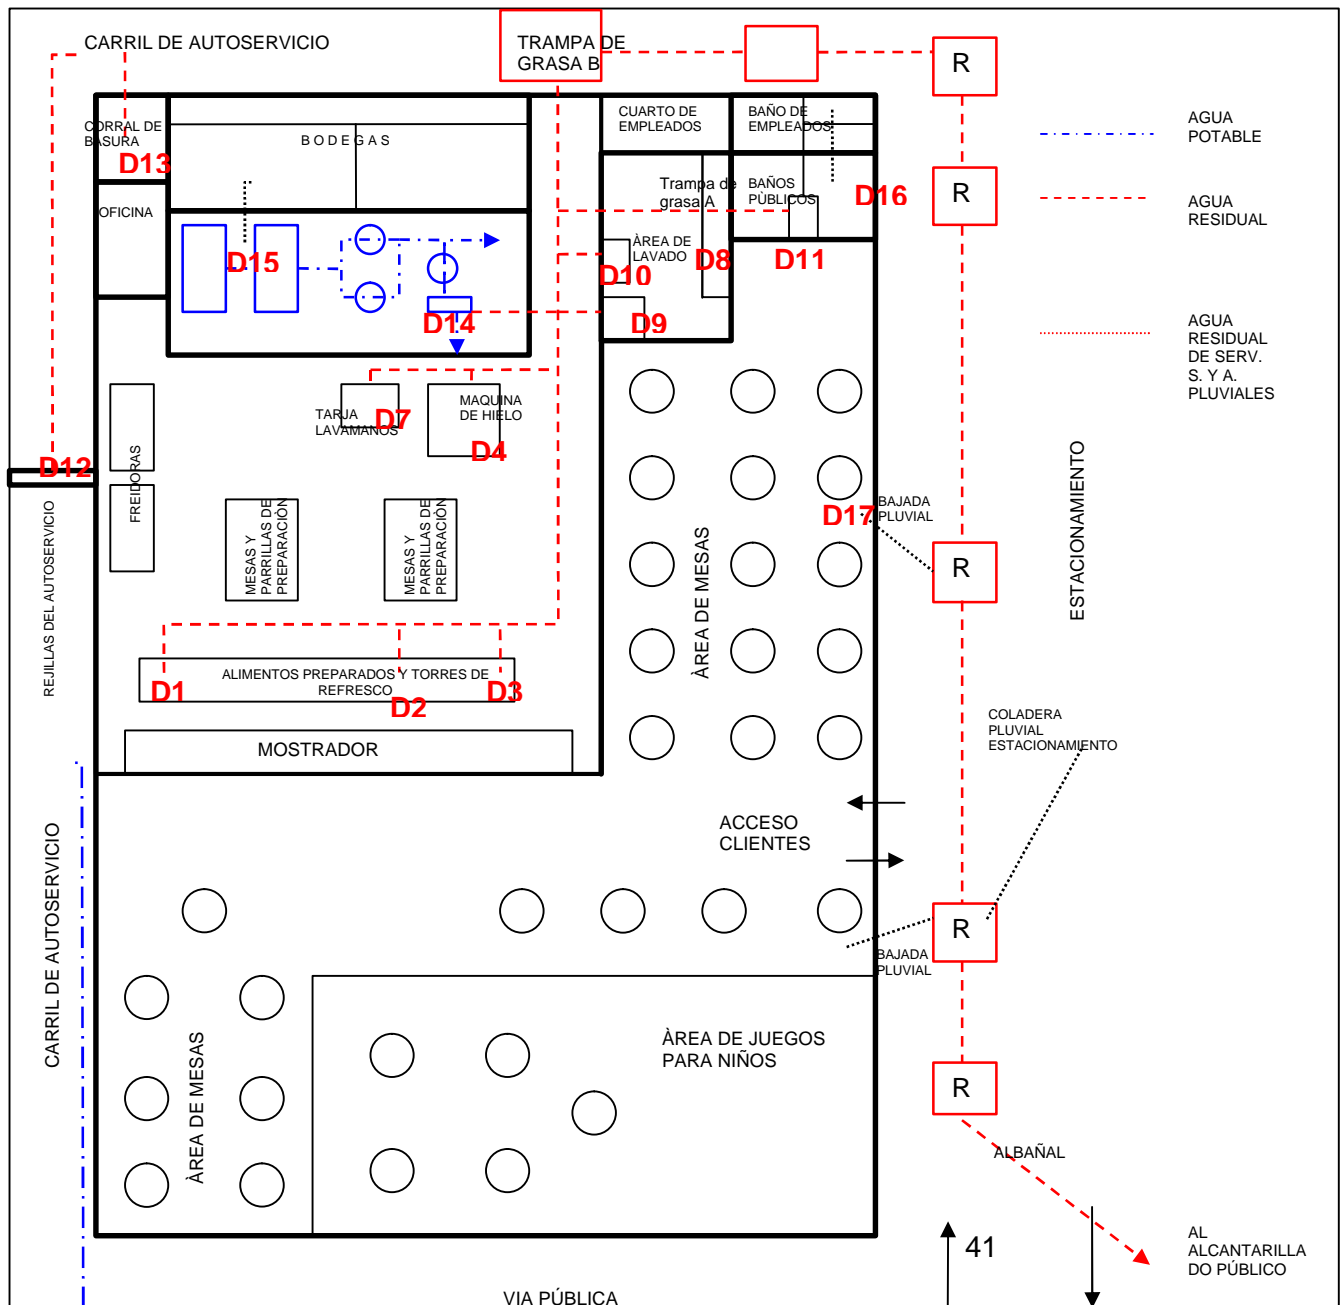 CARRIL DE AUTOSERVICIO
TRAMPA DE
GRASA B
R
CORRAL DE
BASURA
D13
B O D E G A S
CUARTO DE
EMPLEADOS
BAÑO DE
EMPLEADOS
AGUA
POTABLE
OFICINA
Trampa de
grasa A
BAÑOS
PÙBLICOS
D16
R
AGUA
RESIDUAL
D15
ÀREA DE
LAVADO
D10
D8
D11
D14
D9
AGUA
RESIDUAL
DE SERV.
S. Y A.
PLUVIALES
TARJA
LAVAMANOS
D7
MAQUINA
DE HIELO
D4
D12
FREIDORAS
REJILLAS DEL AUTOSERVICIO
MESAS Y
PARRILLAS DE
PREPARACIÒN
MESAS Y
PARRILLAS DE
PREPARACIÒN
ÀREA DE MESAS
D17
BAJADA
PLUVIAL
R
ESTACIONAMIENTO
ALIMENTOS PREPARADOS Y TORRES DE
REFRESCO
D1
D2
D3
MOSTRADOR
COLADERA
PLUVIAL
ESTACIONAMIENTO
ACCESO
CLIENTES
CARRIL DE AUTOSERVICIO
R
BAJADA
PLUVIAL
ÀREA DE MESAS
ÀREA DE JUEGOS
PARA NIÑOS
R
ALBAÑAL
41
AL
ALCANTARILLA
DO PÚBLICO
VIA PÚBLICA